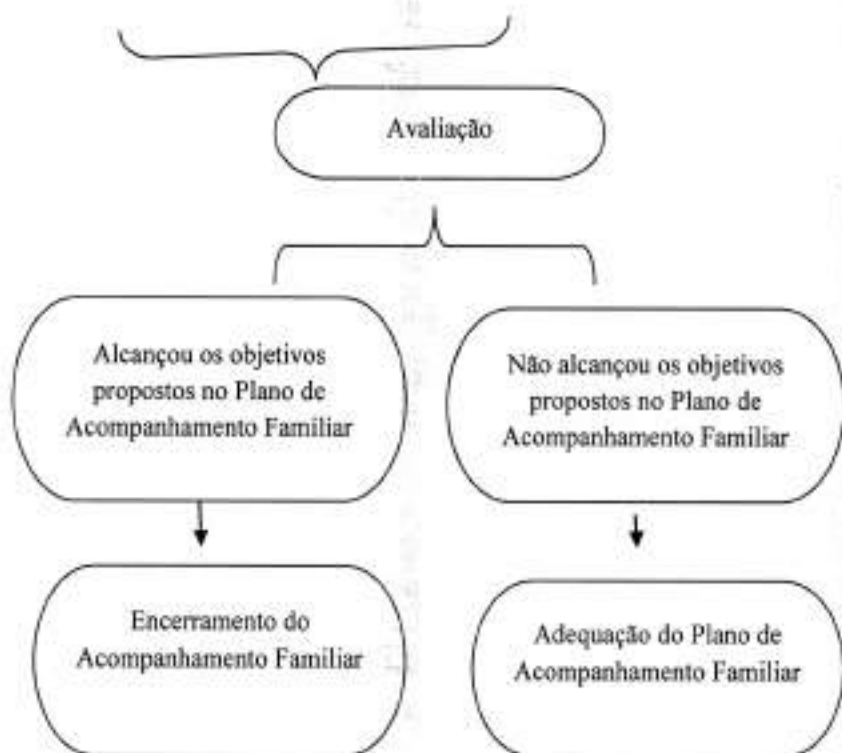 Avaliação
Alcançou os objetivos
propostos no Plano de
Acompanhamento Familiar
Não alcançou os objetivos
propostos no Plano de
Acompanhamento Familiar
Encerramento do
Acompanhamento Familiar
Adequação do Plano de
Acompanhamento Familiar